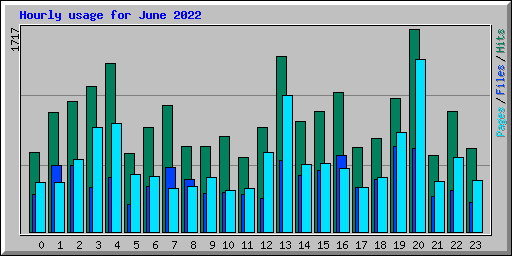 Hourly usage for June 2022
1717
Pages / Files / Hits
0 1 2 3 4 5 6 7 8 9 10 11 12 13 14 15 16 17 18 19 20 21 22 23